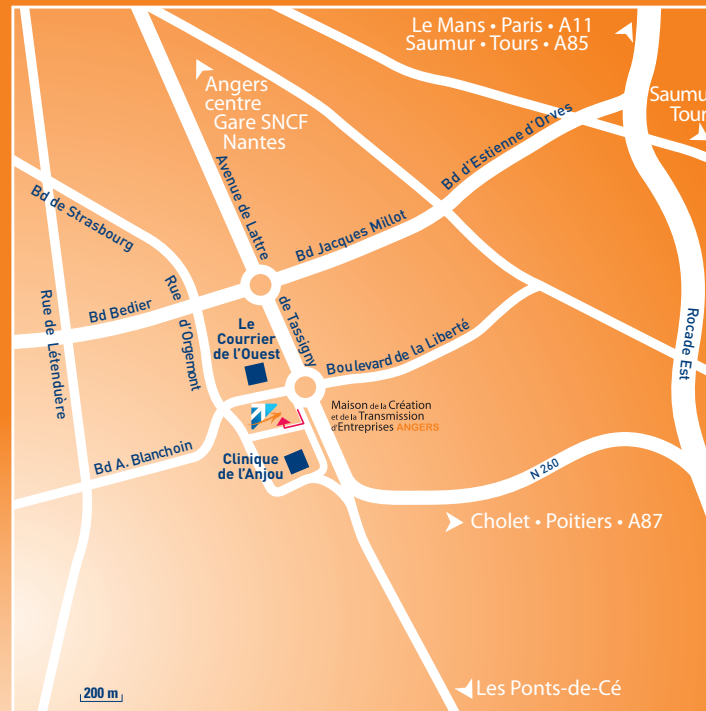 Le Mans • Paris • A11
Saumur • Tours • A85
Angers
centre
Gare SNCF
Nantes
Saumu
Tour
Bd d'Estienne d'Orves
Avenue de Lattre
Bd de Strasbourg
Bd Jacques Millot
Rue
d'Orgemont
Bd Bedier
Rue de Létenduère
de Tassigny
Le
Courrier
de l'Ouest
Boulevard de la Liberté
Rocade Est
Maison de la Création
et de la Transmission
d'Entreprises ANGERS
Bd A. Blanchoin
Clinique
de l'Anjou
N 260
Cholet • Poitiers • A87
200 m
Les Ponts-de-Cé